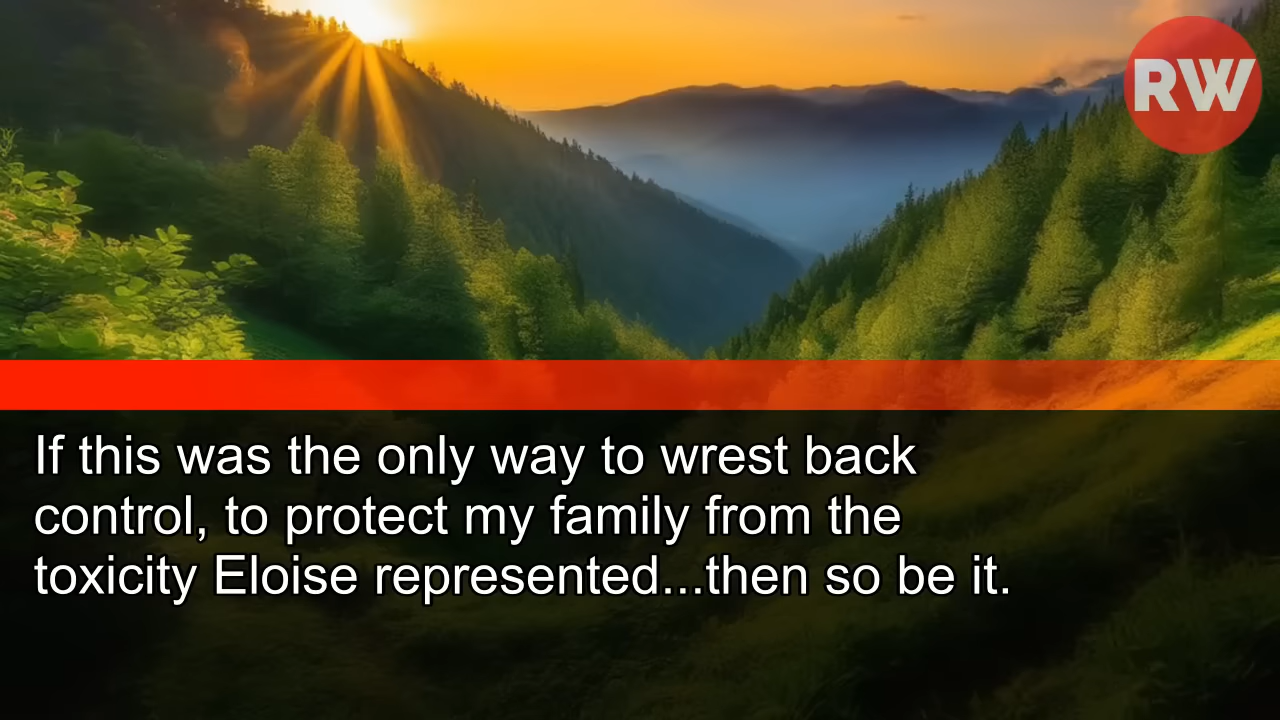 RW
If this was the only way to wrest back
control, to protect my family from the
toxicity Eloise represented...then so be it.